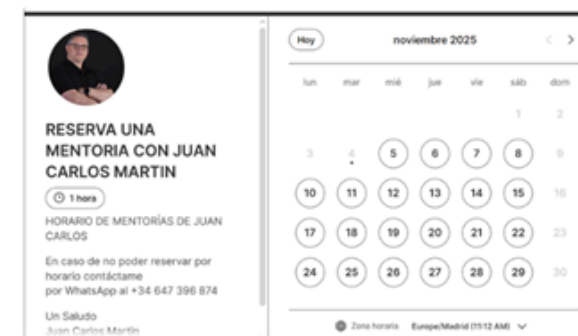 RESERVA UNA
MENTORIA CON JUAN
CARLOS MARTIN
1 hora
HORARIO DE MENTORÍAS DE JUAN
CARLOS
En caso de no poder reservar por
horario contáctame
por WhatsApp al +34 647 396 874
Un Saludo
Juan Carlos Martin
Hoy
noviembre 2025
lun mar mié jue vie sáb dom
1 2
3 4 5 6 7 8 9
10 11 12 13 14 15 16
17 18 19 20 21 22 23
24 25 26 27 28 29 30
Zona horaria Europe/Madrid (11:12 AM)